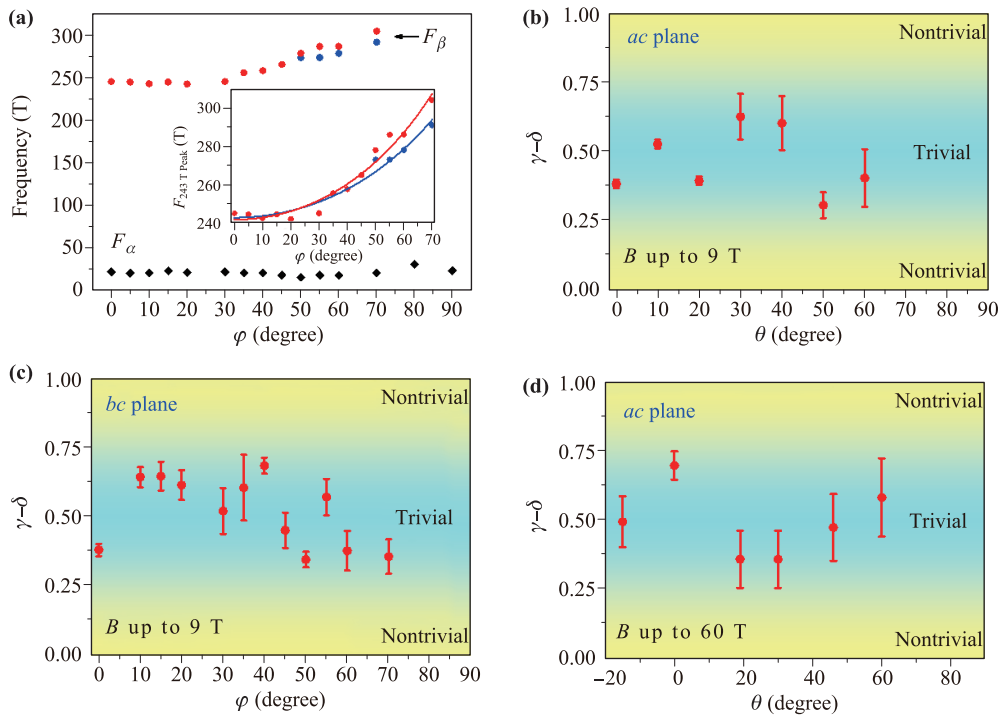 (a)
300
250
200
150
100
50
0
Frequency (T)
Fβ
Fα
300
280
260
240
F243 T Peak (T)
0 10 20 30 40 50 60 70
φ (degree)
0 10 20 30 40 50 60 70 80 90
φ (degree)
(b)
1.00
0.75
0.50
0.25
0.00
γ–δ
ac plane
Nontrivial
Trivial
B up to 9 T
Nontrivial
0 10 20 30 40 50 60 70 80 90
θ (degree)
(c)
1.00
0.75
0.50
0.25
0.00
γ–δ
bc plane
Nontrivial
Trivial
B up to 9 T
Nontrivial
0 10 20 30 40 50 60 70 80 90
φ (degree)
(d)
1.00
0.75
0.50
0.25
0.00
γ–δ
ac plane
Nontrivial
Trivial
B up to 60 T
Nontrivial
−20 0 20 40 60 80
θ (degree)